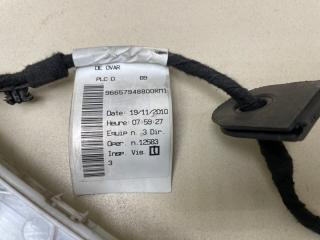 DE OVAR
PLC D 09
96657948800RM1
Date: 19/11/2010
Heure: 07:59:27
Equip n. 3 Dir.
Oper. n.12583
Insp. Vis.
3